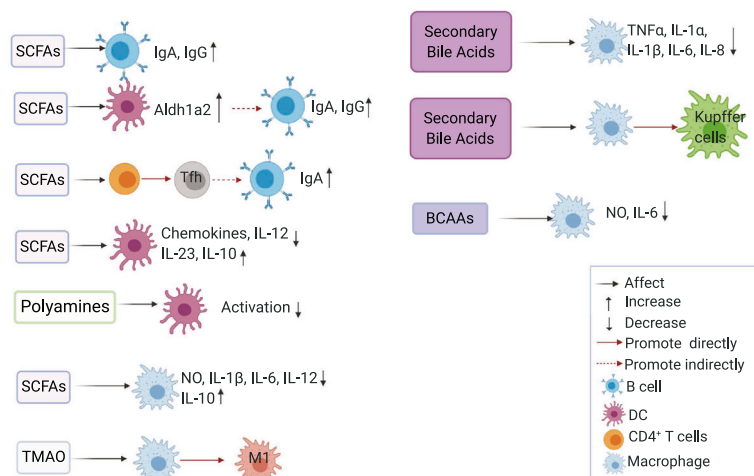 SCFAs
IgA, IgG ↑
SCFAs
Aldh1a2 ↑
IgA, IgG ↑
SCFAs
Tfh
IgA ↑
SCFAs
Chemokines, IL-12 ↓
IL-23, IL-10 ↑
Polyamines
Activation ↓
SCFAs
NO, IL-1β, IL-6, IL-12 ↓
IL-10 ↑
TMAO
M1
Secondary
Bile Acids
TNFα, IL-1α,
IL-1β, IL-6, IL-8 ↓
Secondary
Bile Acids
Kupffer
cells
BCAAs
NO, IL-6 ↓
→ Affect
↑ Increase
↓ Decrease
Promote directly
Promote indirectly
B cell
DC
CD4⁺ T cells
Macrophage